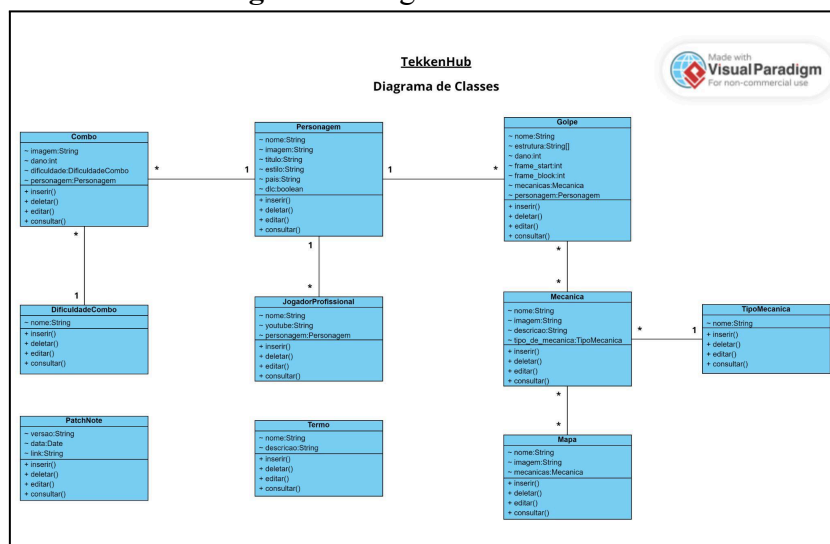 TekkenHub
Diagrama de Classes
Made with
Visual Paradigm
For non-commercial use
Combo
~ imagem:String
~ dano:int
~ dificuldade:DificuldadeCombo
~ personagem:Personagem
+ inserir()
+ deletar()
+ editar()
+ consultar()
* 1
Personagem
~ nome:String
~ imagem:String
~ titulo:String
~ estilo:String
~ pais:String
~ dlc:boolean
+ inserir()
+ deletar()
+ editar()
+ consultar()
1 *
Golpe
~ nome:String
~ estrutura:String[]
~ dano:int
~ frame_start:int
~ frame_block:int
~ mecanicas:Mecanica
~ personagem:Personagem
+ inserir()
+ deletar()
+ editar()
+ consultar()
*
1
DificuldadeCombo
~ nome:String
+ inserir()
+ deletar()
+ editar()
+ consultar()
1
*
JogadorProfissional
~ nome:String
~ youtube:String
~ personagem:Personagem
+ inserir()
+ deletar()
+ editar()
+ consultar()
*
*
Mecanica
~ nome:String
~ imagem:String
~ descricao:String
~ tipo_de_mecanica:TipoMecanica
+ inserir()
+ deletar()
+ editar()
+ consultar()
* 1
TipoMecanica
~ nome:String
+ inserir()
+ deletar()
+ editar()
+ consultar()
PatchNote
~ versao:String
~ data:Date
~ link:String
+ inserir()
+ deletar()
+ editar()
+ consultar()
Termo
~ nome:String
~ descricao:String
+ inserir()
+ deletar()
+ editar()
+ consultar()
*
*
Mapa
~ nome:String
~ imagem:String
~ mecanicas:Mecanica
+ inserir()
+ deletar()
+ editar()
+ consultar()